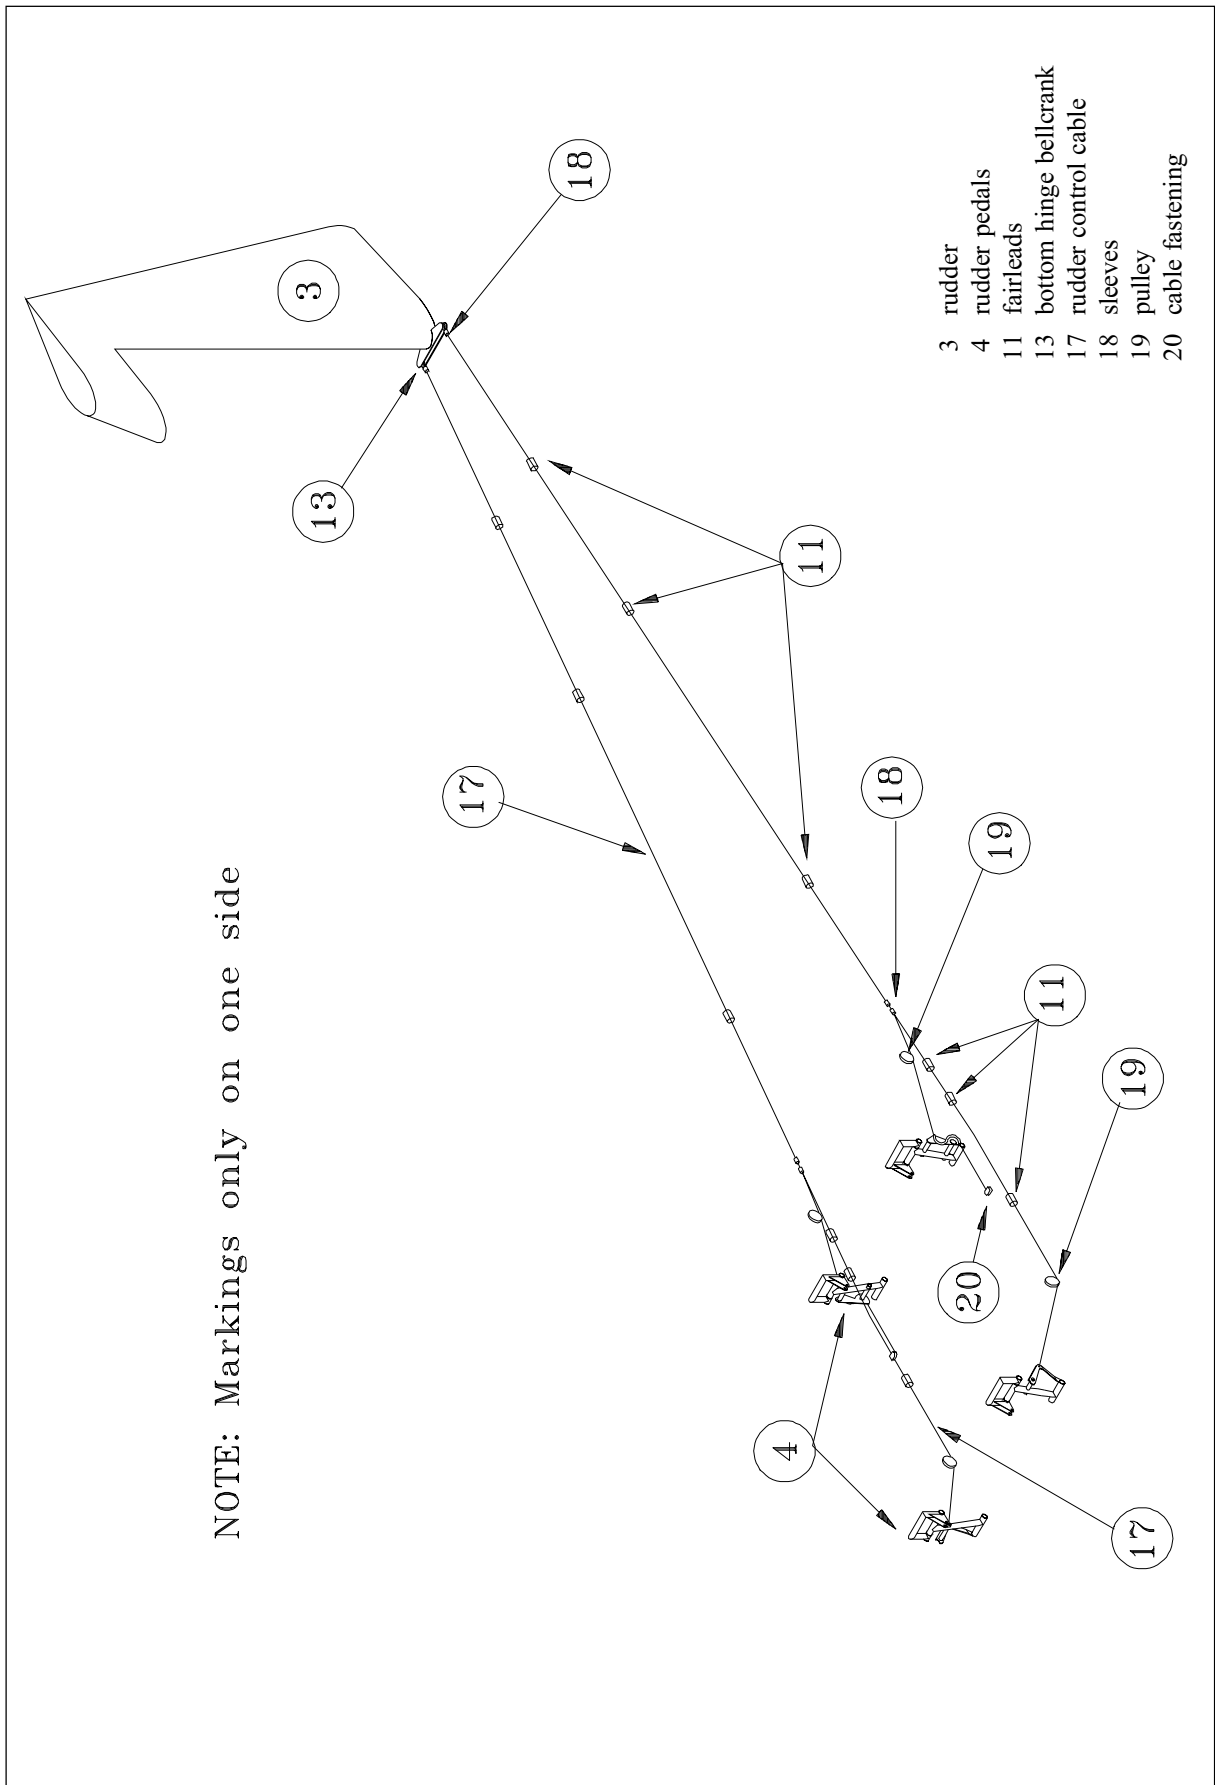 NOTE: Markings only on one side
3
18
13
11
17
18
19
11
19
20
4
17
3 rudder
4 rudder pedals
11 fairleads
13 bottom hinge bellcrank
17 rudder control cable
18 sleeves
19 pulley
20 cable fastening